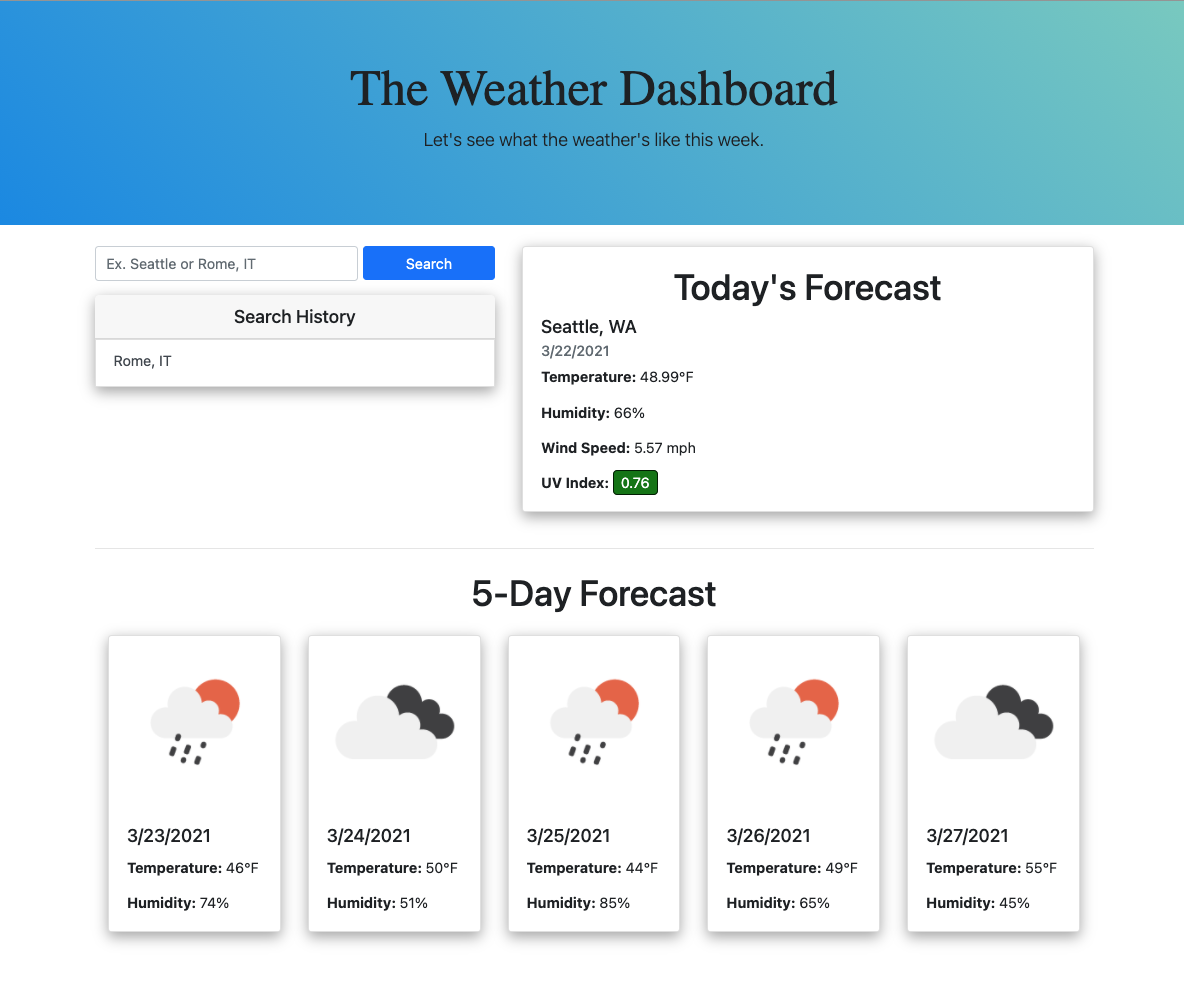 The Weather Dashboard
Let's see what the weather's like this week.
Ex. Seattle or Rome, IT
Search
Search History
Rome, IT
Today's Forecast
Seattle, WA
3/22/2021
Temperature: 48.99°F
Humidity: 66%
Wind Speed: 5.57 mph
UV Index: 0.76
5-Day Forecast
3/23/2021
Temperature: 46°F
Humidity: 74%
3/24/2021
Temperature: 50°F
Humidity: 51%
3/25/2021
Temperature: 44°F
Humidity: 85%
3/26/2021
Temperature: 49°F
Humidity: 65%
3/27/2021
Temperature: 55°F
Humidity: 45%